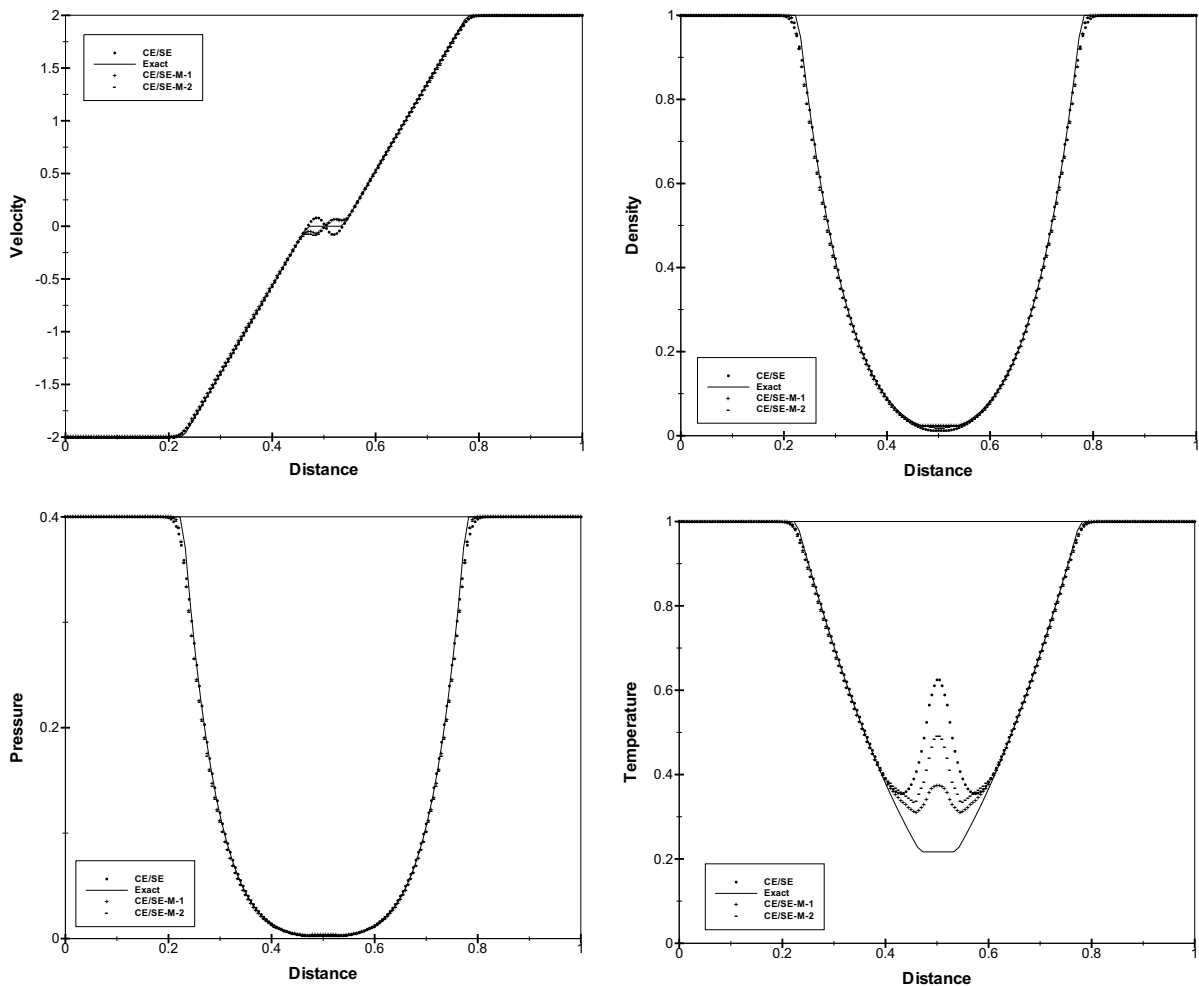 2
1.5
1
0.5
0
-0.5
-1
-1.5
-2
Velocity
CE/SE
Exact
CE/SE-M-1
CE/SE-M-2
0
0.2
0.4
0.6
0.8
1
Distance
1
0.8
0.6
0.4
0.2
0
Density
CE/SE
Exact
CE/SE-M-1
CE/SE-M-2
0
0.2
0.4
0.6
0.8
1
Distance
0.4
0.2
0
Pressure
CE/SE
Exact
CE/SE-M-1
CE/SE-M-2
0
0.2
0.4
0.6
0.8
1
Distance
1
0.8
0.6
0.4
0.2
0
Temperature
CE/SE
Exact
CE/SE-M-1
CE/SE-M-2
0
0.2
0.4
0.6
0.8
1
Distance